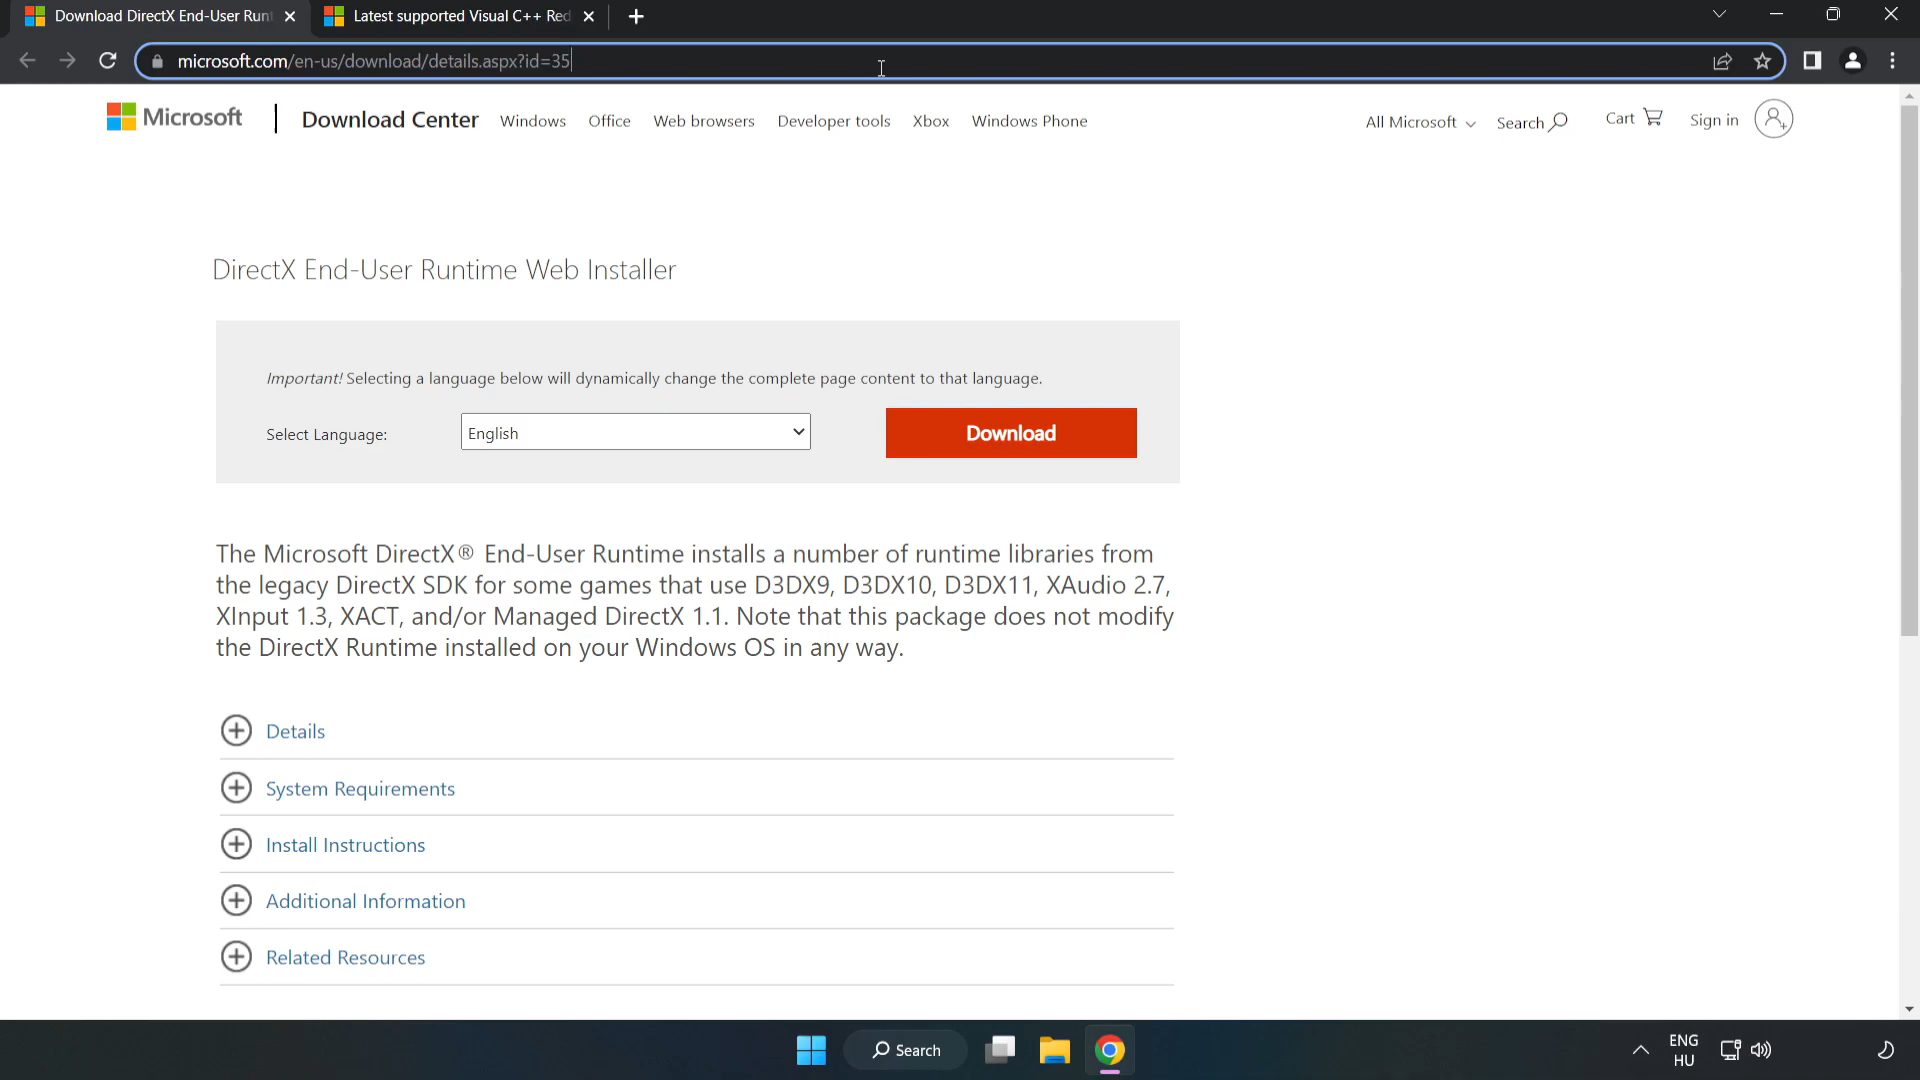 Download DirectX End-User Runt
Latest supported Visual C++ Red
microsoft.com/en-us/download/details.aspx?id=35
Microsoft
Download Center
Windows
Office
Web browsers
Developer tools
Xbox
Windows Phone
All Microsoft
Search
Cart
Sign in
DirectX End-User Runtime Web Installer
Important! Selecting a language below will dynamically change the complete page content to that language.
Select Language:
English
Download
The Microsoft DirectX® End-User Runtime installs a number of runtime libraries from
the legacy DirectX SDK for some games that use D3DX9, D3DX10, D3DX11, XAudio 2.7,
XInput 1.3, XACT, and/or Managed DirectX 1.1. Note that this package does not modify
the DirectX Runtime installed on your Windows OS in any way.
Details
System Requirements
Install Instructions
Additional Information
Related Resources
Search
ENG
HU